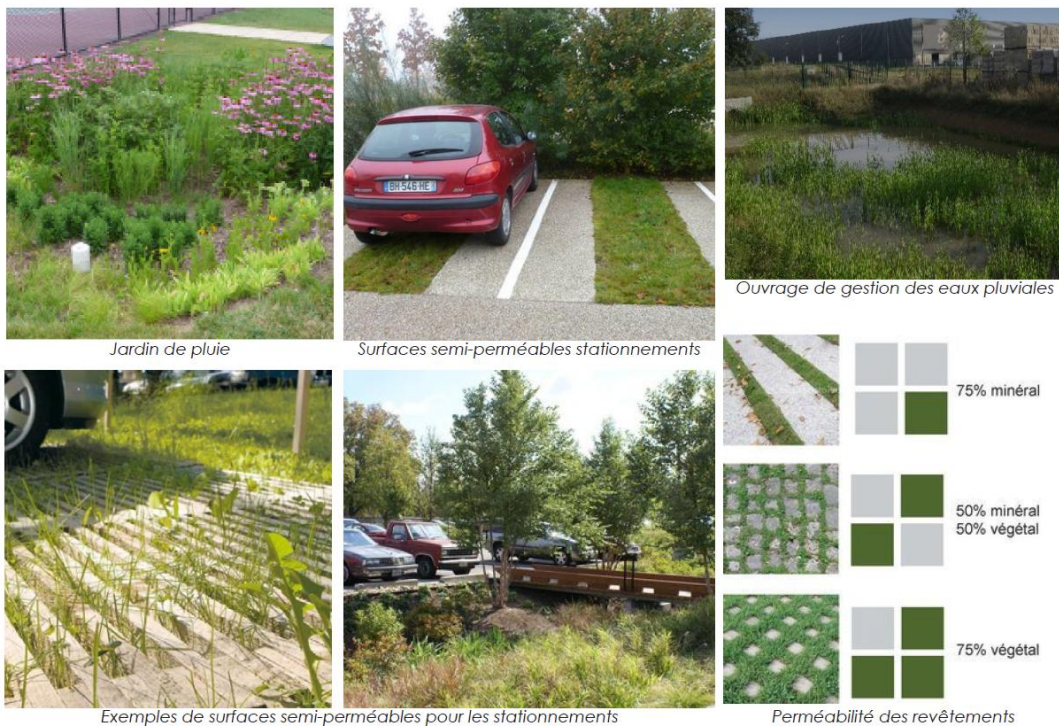 BH 546 HE
Jardin de pluie
Surfaces semi-perméables stationnements
Ouvrage de gestion des eaux pluviales
75% minéral
50% minéral
50% végétal
75% végétal
Exemples de surfaces semi-perméables pour les stationnements
Perméabilité des revêtements